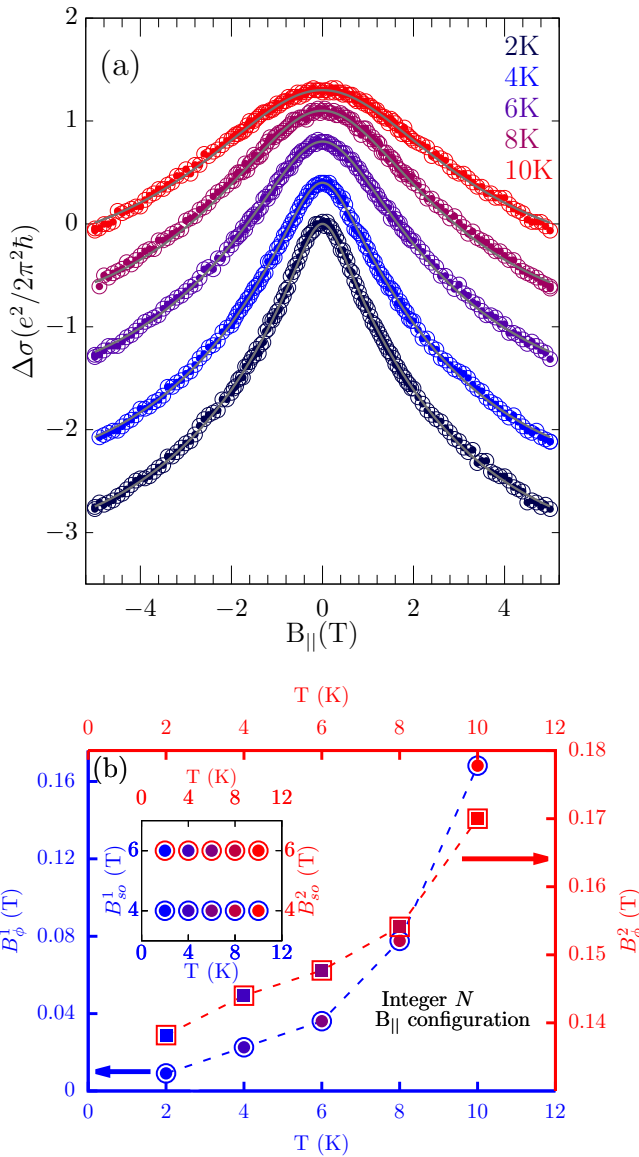 (a)
2K
4K
6K
8K
10K
2
1
0
−1
−2
−3
Δσ(e²/2π²ħ)
−4 −2 0 2 4
B||(T)
T (K)
0 2 4 6 8 10 12
(b)
0.16
0.12
0.08
0.04
0
B¹ϕ (T)
0.18
0.17
0.16
0.15
0.14
B²ϕ (T)
T (K)
0 4 8 12
6
4
B¹so (T)
6
4
B²so (T)
0 4 8 12
T (K)
Integer N
B|| configuration
0 2 4 6 8 10 12
T (K)